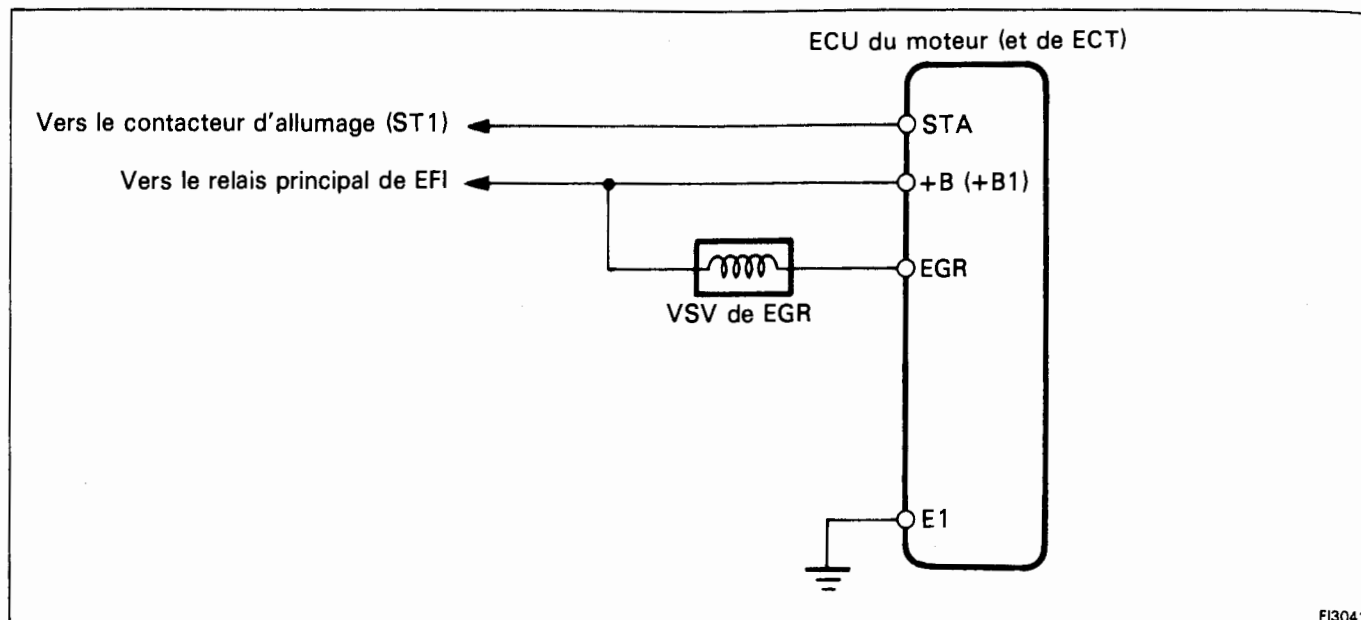 ECU du moteur (et de ECT)
Vers le contacteur d'allumage (ST1)
STA
Vers le relais principal de EFI
+B (+B1)
EGR
VSV de EGR
E1